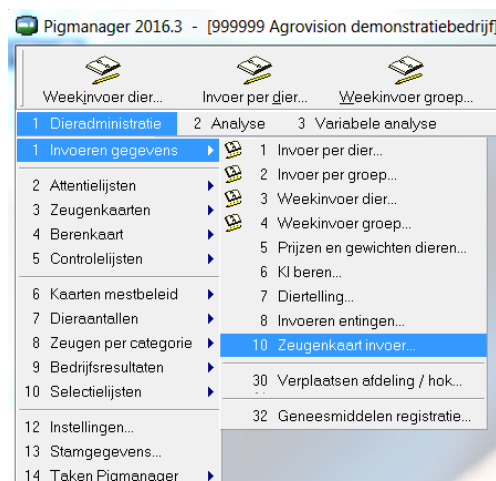 Pigmanager 2016.3 - [999999 Agrovision demonstratiebedrijf]
Weekinvoer dier... Invoer per dier... Weekinvoer groep...
1 Dieradministratie 2 Analyse 3 Variabele analyse
1 Invoeren gegevens
2 Attentielijsten
3 Zeugenkaarten
4 Berenkaart
5 Controlelijsten
6 Kaarten mestbeleid
7 Dieraantallen
8 Zeugen per categorie
9 Bedrijfsresultaten
10 Selectielijsten
12 Instellingen...
13 Stamgegevens...
14 Taken Pigmanager
1 Invoer per dier...
2 Invoer per groep...
3 Weekinvoer dier...
4 Weekinvoer groep...
5 Prijzen en gewichten dieren...
6 KI beren...
7 Diertelling...
8 Invoeren entingen...
10 Zeugenkaart invoer...
30 Verplaatsen afdeling / hok...
32 Geneesmiddelen registratie...